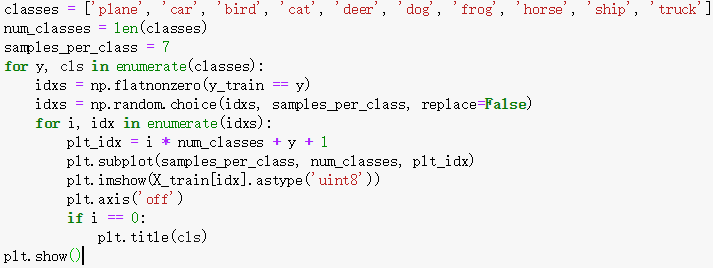 classes = ['plane', 'car', 'bird', 'cat', 'deer', 'dog', 'frog', 'horse', 'ship', 'truck']
num_classes = len(classes)
samples_per_class = 7
for y, cls in enumerate(classes):
    idxs = np.flatnonzero(y_train == y)
    idxs = np.random.choice(idxs, samples_per_class, replace=False)
    for i, idx in enumerate(idxs):
        plt_idx = i * num_classes + y + 1
        plt.subplot(samples_per_class, num_classes, plt_idx)
        plt.imshow(X_train[idx].astype('uint8'))
        plt.axis('off')
        if i == 0:
            plt.title(cls)
plt.show()